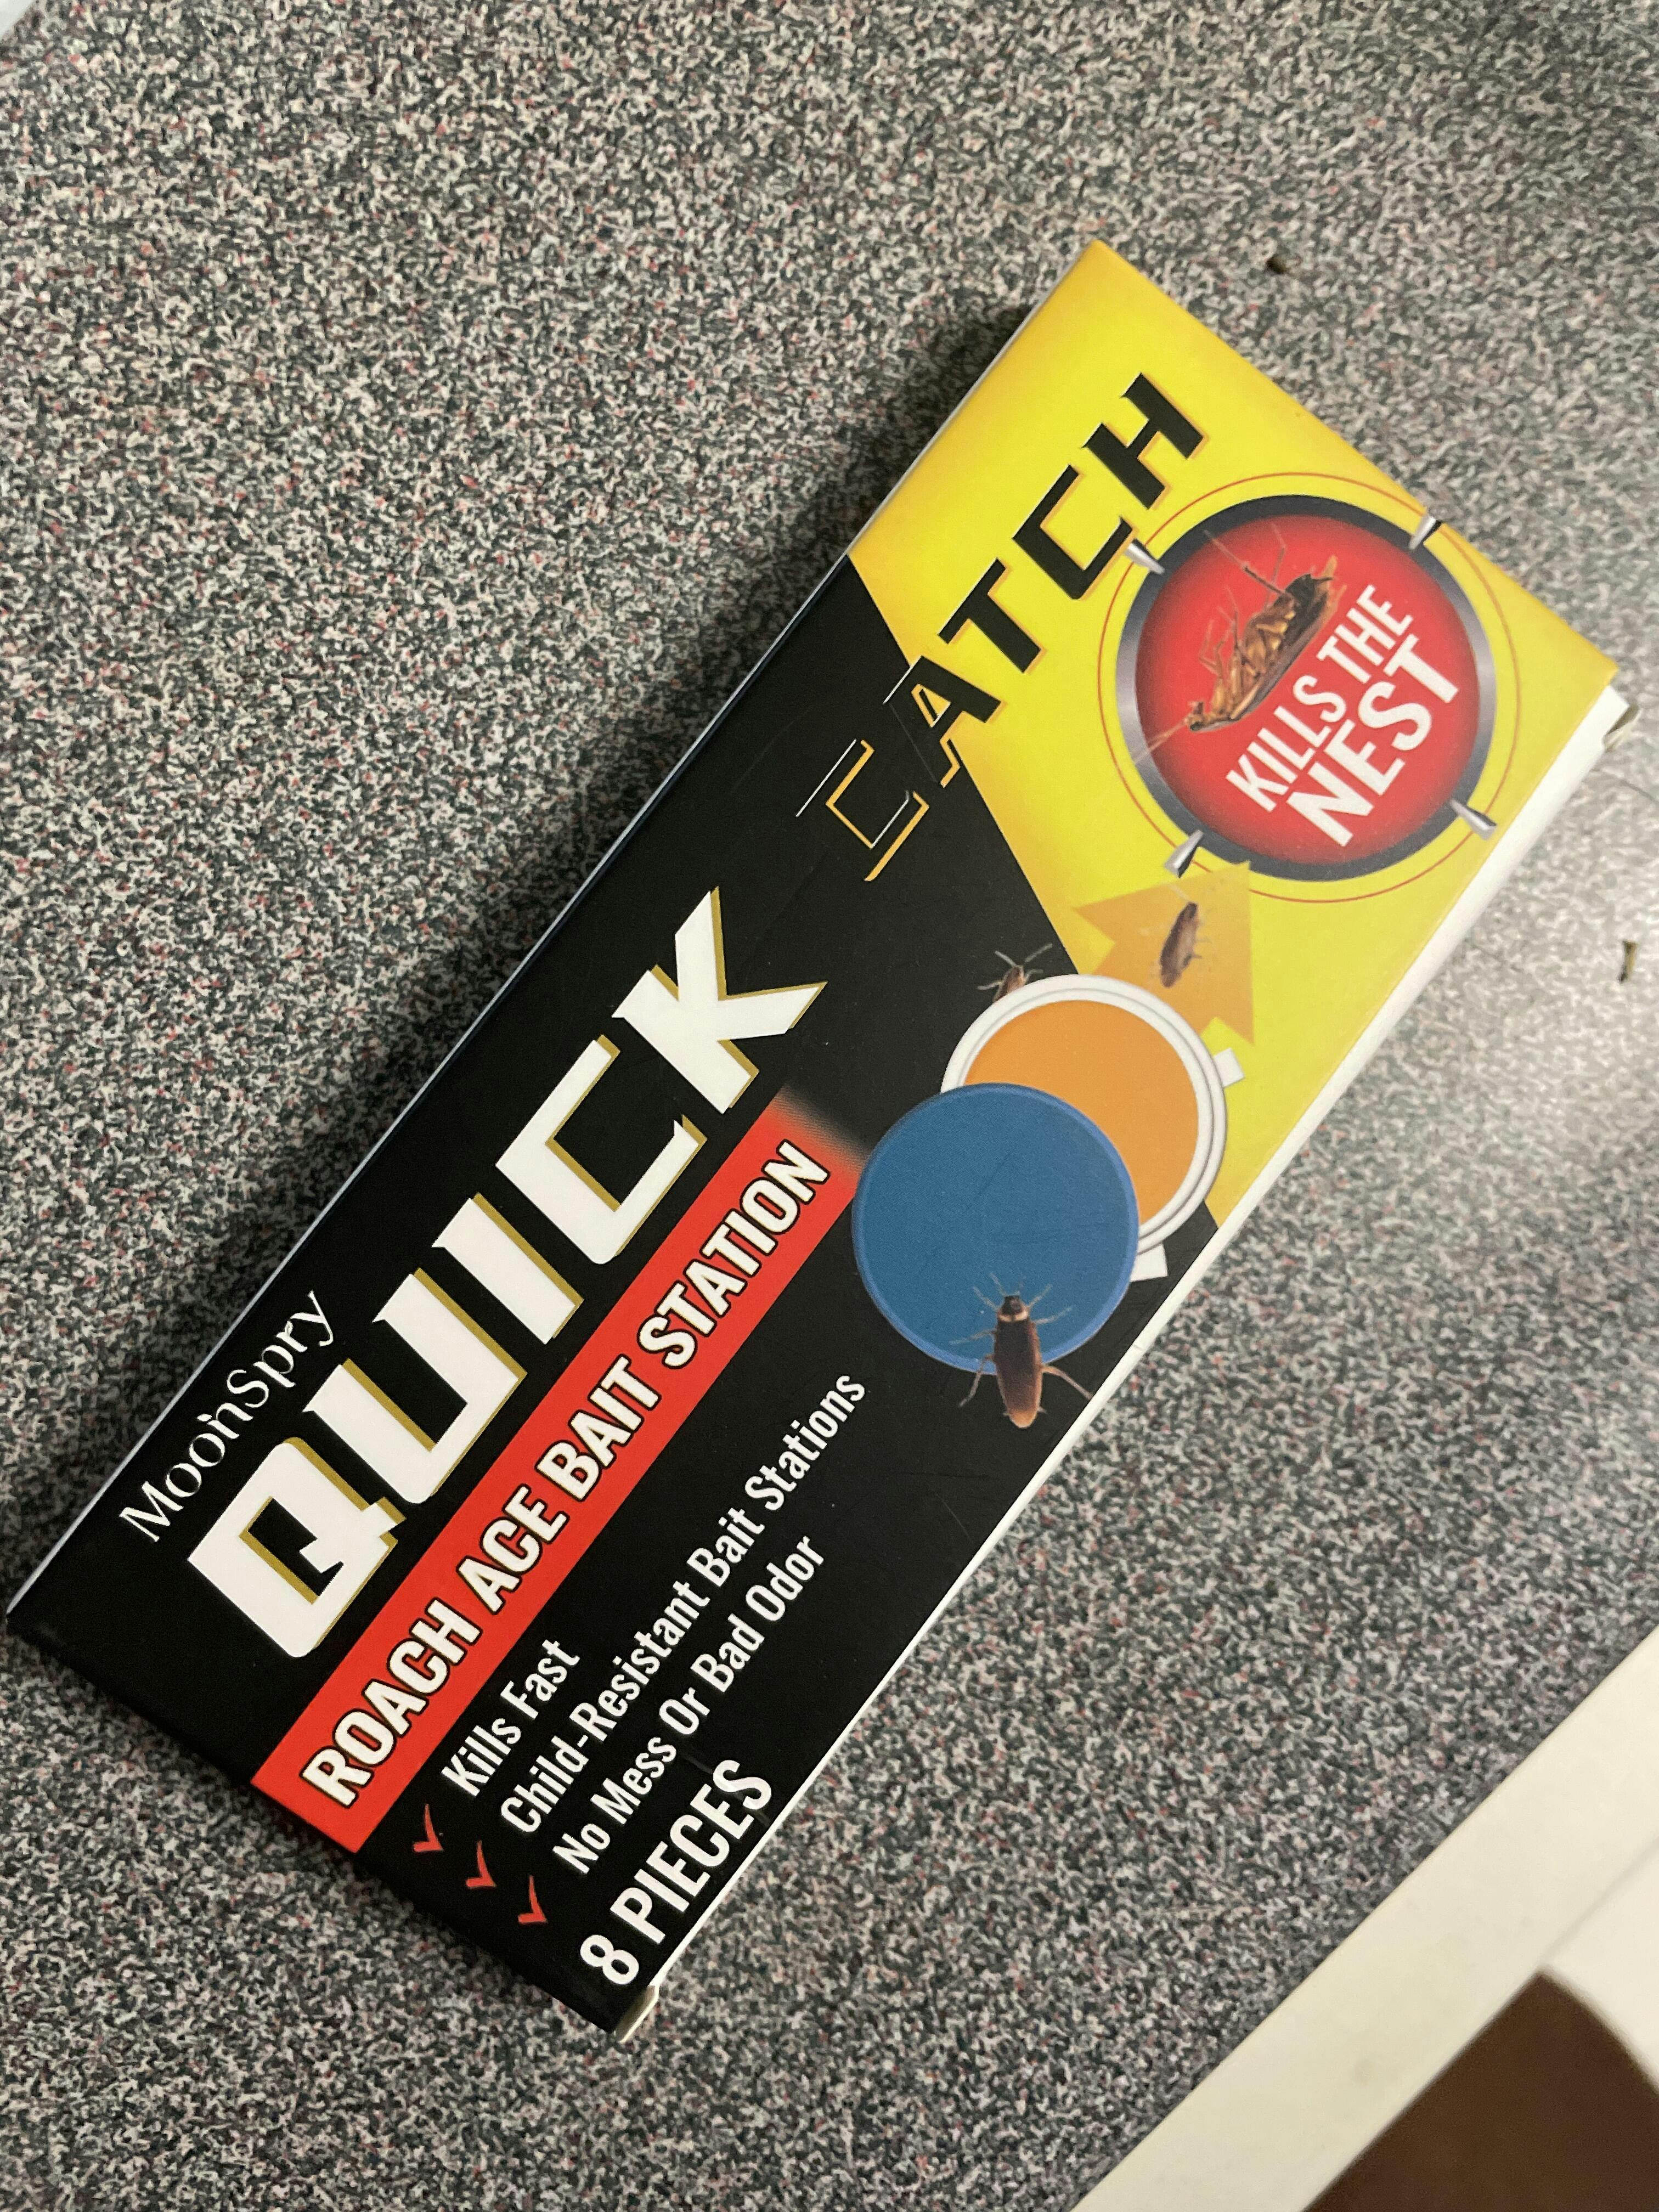 MoonSpry
QUICK
CATCH
ROACH ACE BAIT STATION
Kills Fast
Child-Resistant Bait Stations
No Mess Or Bad Odor
8 PIECES
KILLS THE
NEST